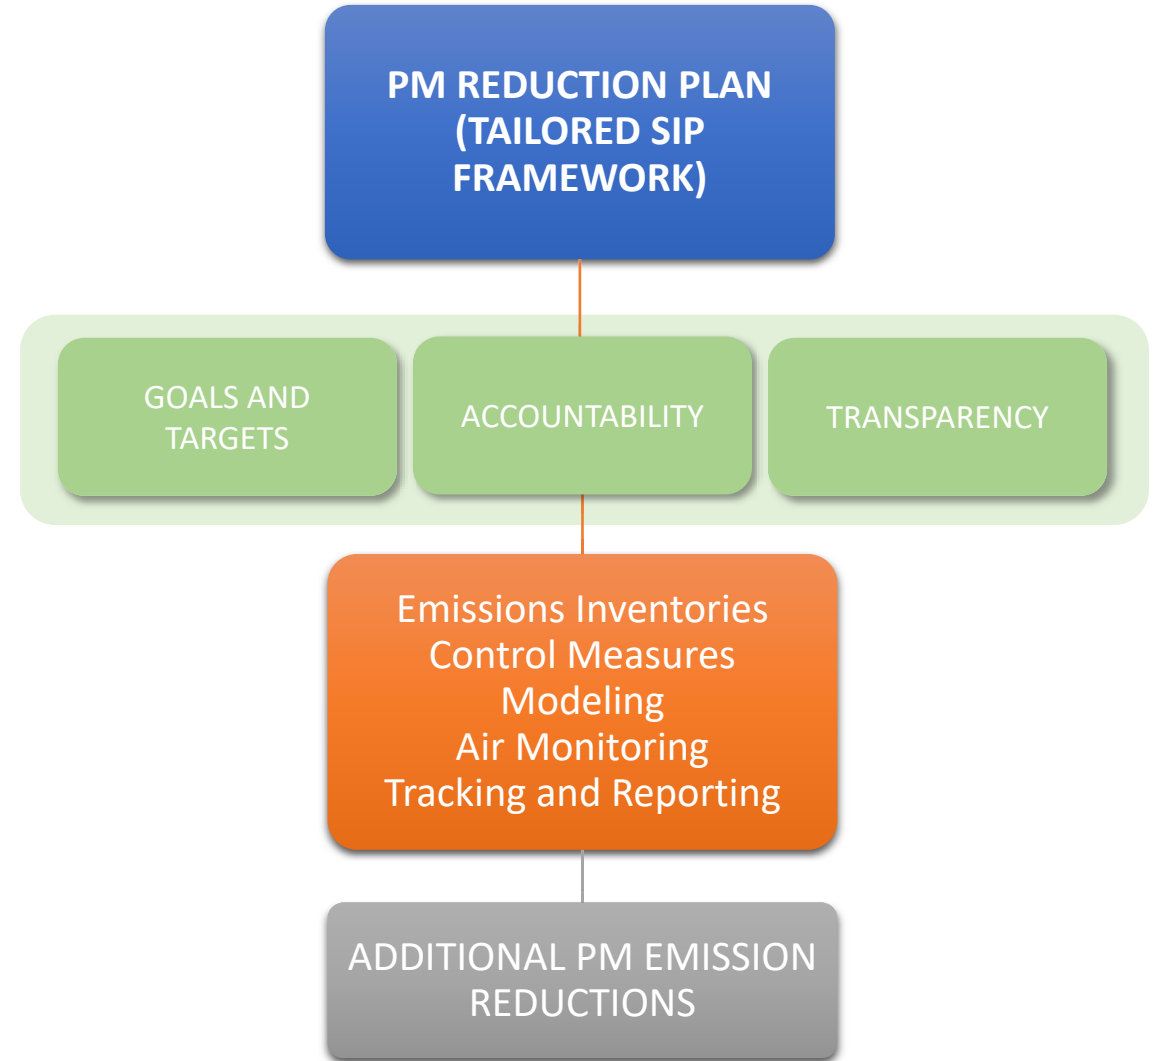 PM REDUCTION PLAN
(TAILORED SIP
FRAMEWORK)
GOALS AND
TARGETS
ACCOUNTABILITY
TRANSPARENCY
Emissions Inventories
Control Measures
Modeling
Air Monitoring
Tracking and Reporting
ADDITIONAL PM EMISSION
REDUCTIONS